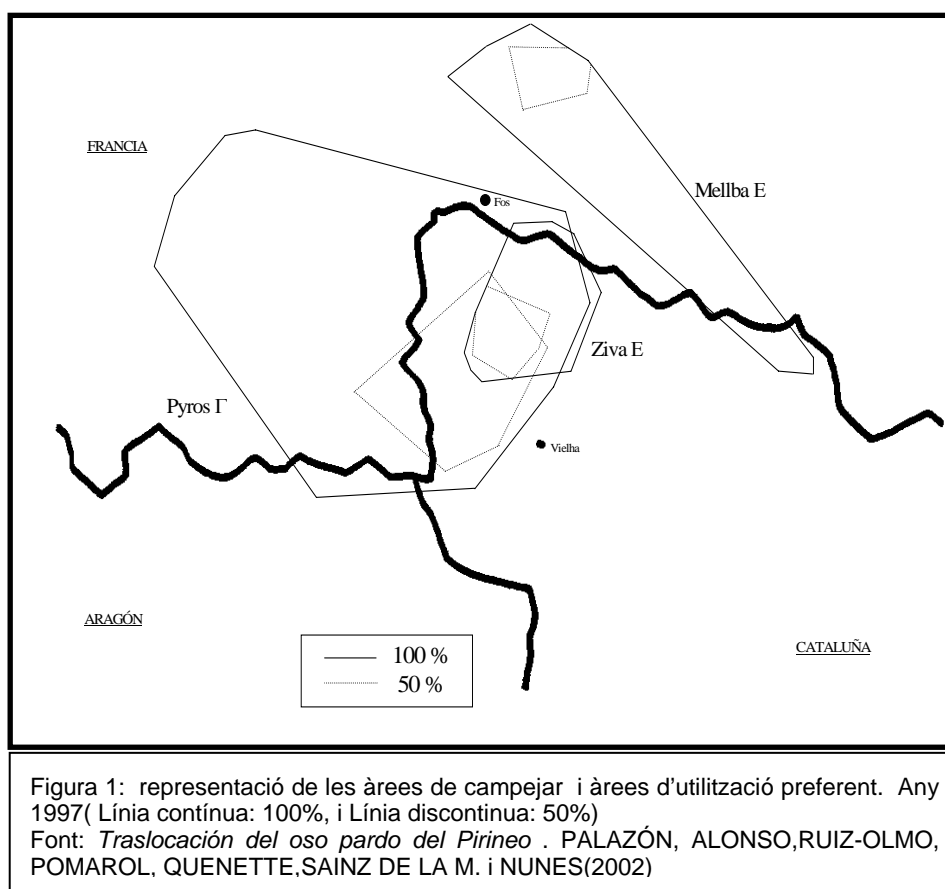 FRANCIA
Fos
Mellba E
Ziva E
Pyros Γ
Vielha
ARAGÓN
CATALUÑA
100 %
50 %
Figura 1: representació de les àrees de campejar i àrees d'utilització preferent. Any
1997( Línia contínua: 100%, i Línia discontinua: 50%)
Font: Traslocación del oso pardo del Pirineo . PALAZÓN, ALONSO,RUIZ-OLMO,
POMAROL, QUENETTE,SAINZ DE LA M. i NUNES(2002)